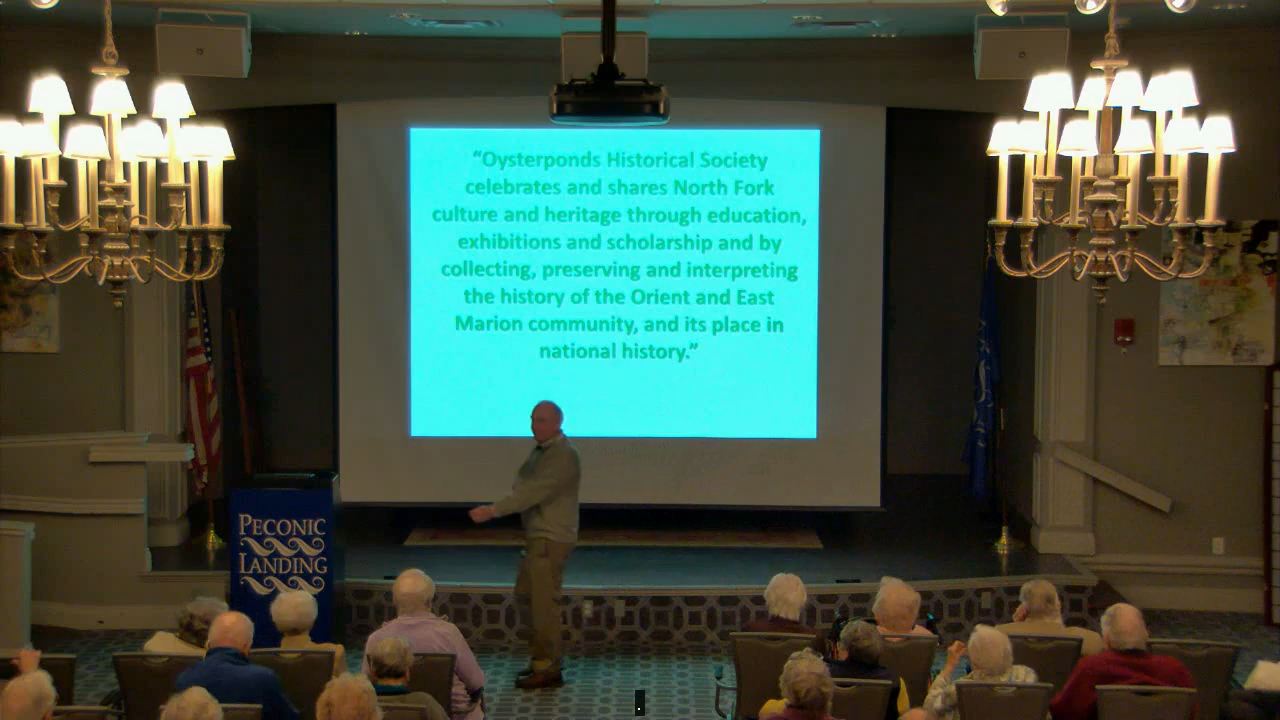 “Oysterponds Historical Society
celebrates and shares North Fork
culture and heritage through education,
exhibitions and scholarship and by
collecting, preserving and interpreting
the history of the Orient and East
Marion community, and its place in
national history.”
PECONIC
LANDING